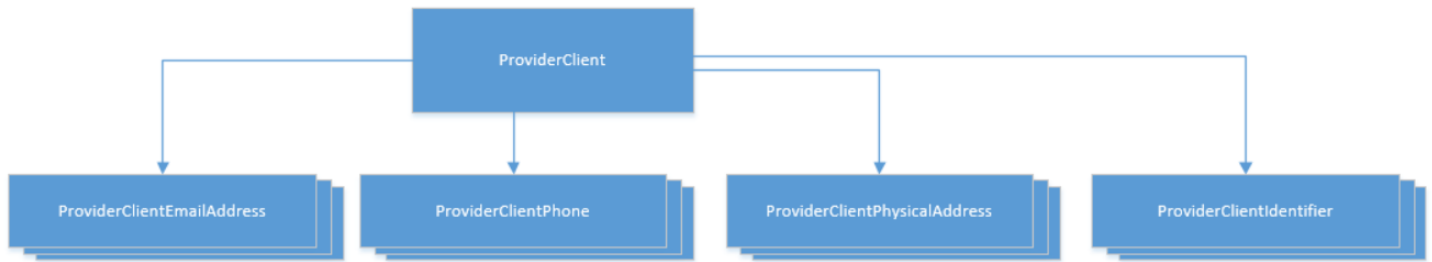 ProviderClient
ProviderClientEmailAddress
ProviderClientPhone
ProviderClientPhysicalAddress
ProviderClientIdentifier